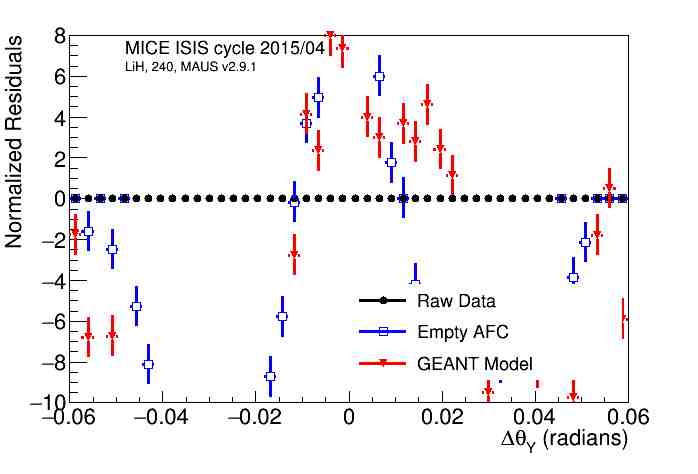 MICE ISIS cycle 2015/04
LiH, 240, MAUS v2.9.1
Normalized Residuals
8
6
4
2
0
−2
−4
−6
−8
−10
Raw Data
Empty AFC
GEANT Model
−0.06 −0.04 −0.02 0 0.02 0.04 0.06
Δθ_Y (radians)